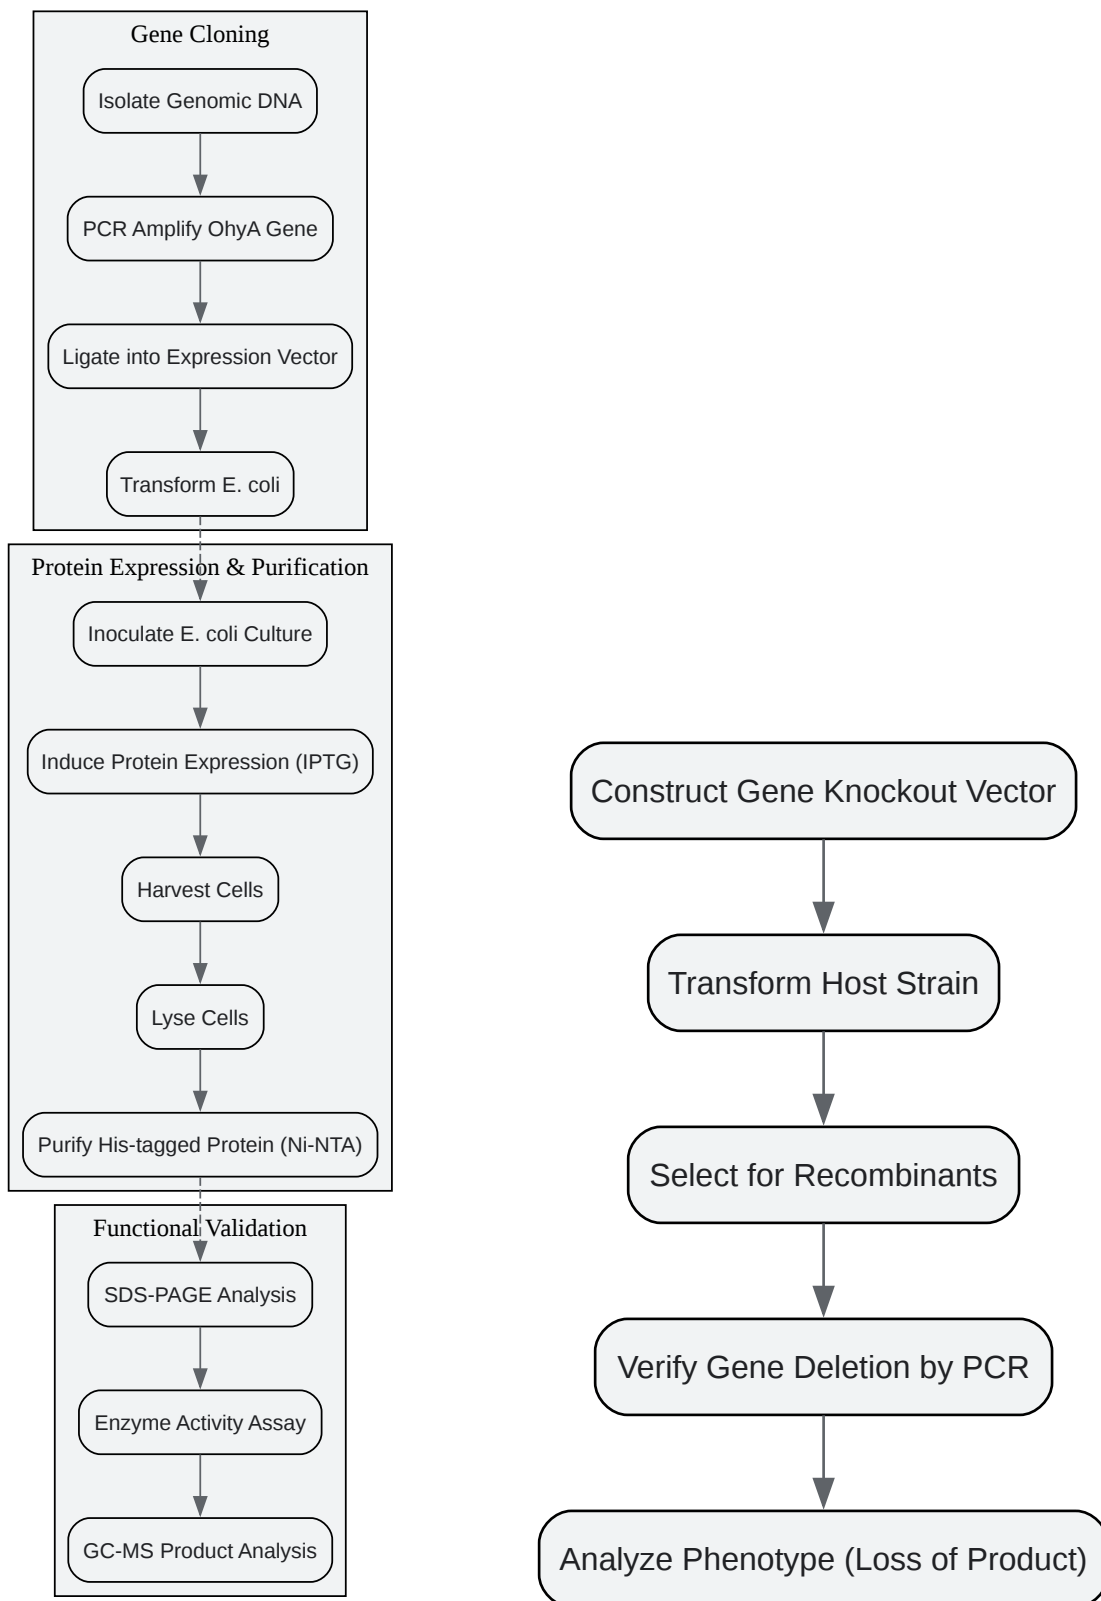 Gene Cloning
Isolate Genomic DNA
PCR Amplify OhyA Gene
Ligate into Expression Vector
Transform E. coli
Protein Expression & Purification
Inoculate E. coli Culture
Induce Protein Expression (IPTG)
Harvest Cells
Lyse Cells
Purify His-tagged Protein (Ni-NTA)
Functional Validation
SDS-PAGE Analysis
Enzyme Activity Assay
GC-MS Product Analysis
Construct Gene Knockout Vector
Transform Host Strain
Select for Recombinants
Verify Gene Deletion by PCR
Analyze Phenotype (Loss of Product)